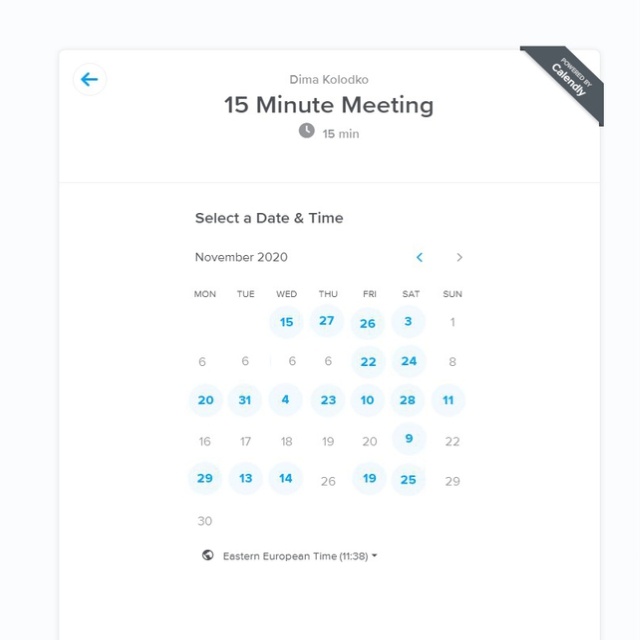 POWERED BY
Calendly
Dima Kolodko
15 Minute Meeting
15 min
Select a Date & Time
November 2020
MON TUE WED THU FRI SAT SUN
15 27 26 3 1
6 6 6 6 22 24 8
20 31 4 23 10 28 11
16 17 18 19 20 9 22
29 13 14 26 19 25 29
30
Eastern European Time (11:38)